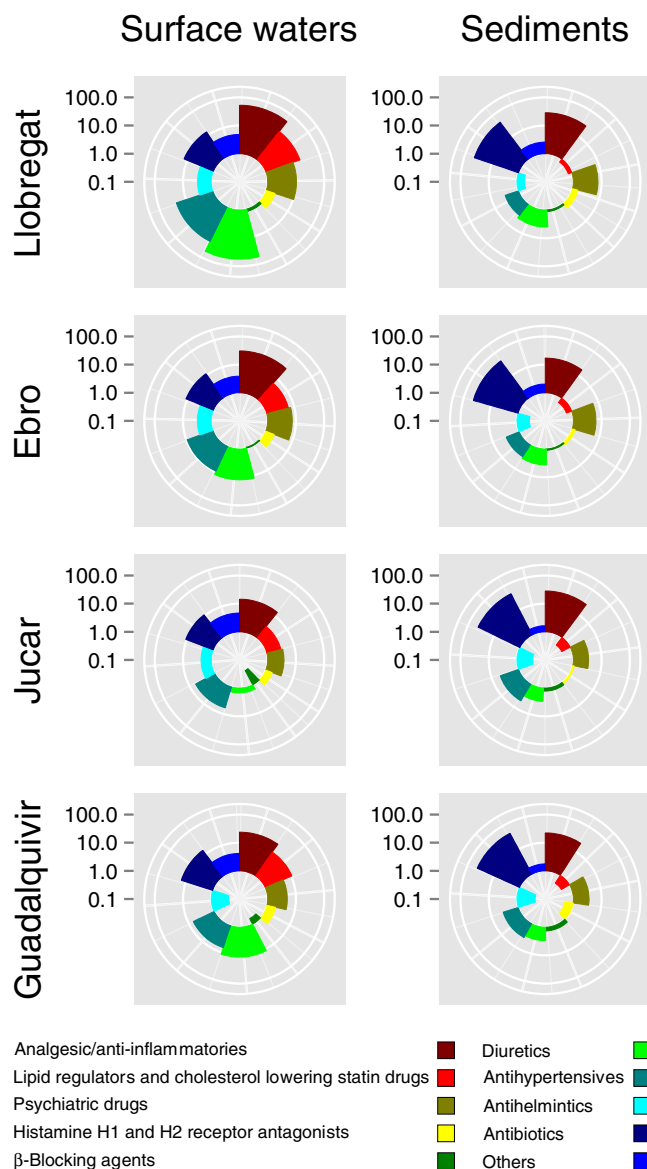 Surface waters Sediments
Llobregat
100.0 100.0
10.0 10.0
1.0 1.0
0.1 0.1
Ebro
100.0 100.0
10.0 10.0
1.0 1.0
0.1 0.1
Jucar
100.0 100.0
10.0 10.0
1.0 1.0
0.1 0.1
Guadalquivir
100.0 100.0
10.0 10.0
1.0 1.0
0.1 0.1
Analgesic/anti-inflammatories Diuretics
Lipid regulators and cholesterol lowering statin drugs Antihypertensives
Psychiatric drugs Antihelmintics
Histamine H1 and H2 receptor antagonists Antibiotics
β-Blocking agents Others